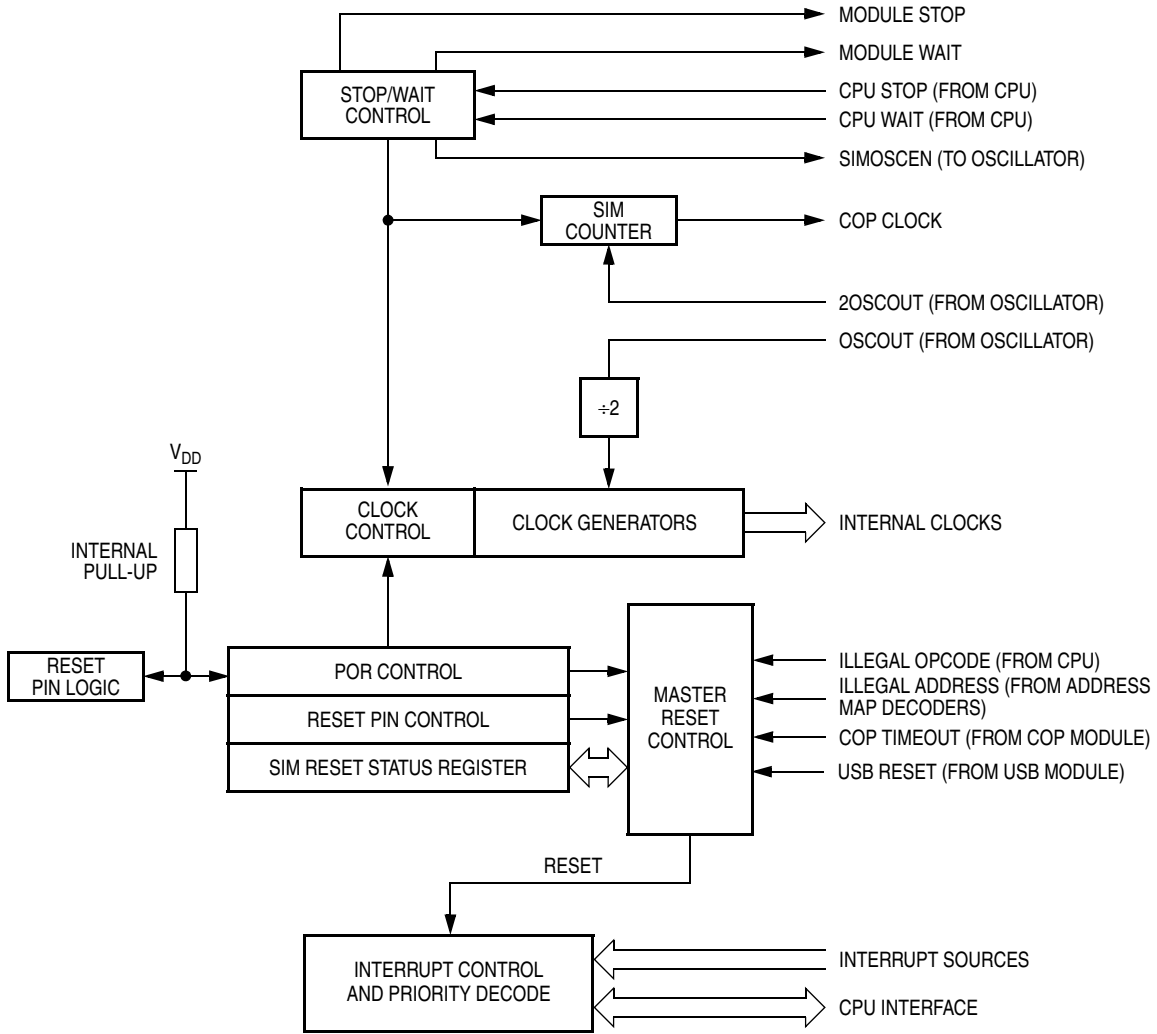 MODULE STOP
MODULE WAIT
STOP/WAIT
CONTROL
CPU STOP (FROM CPU)
CPU WAIT (FROM CPU)
SIMOSCEN (TO OSCILLATOR)
SIM
COUNTER
COP CLOCK
2OSCOUT (FROM OSCILLATOR)
OSCOUT (FROM OSCILLATOR)
÷2
VDD
INTERNAL
PULL-UP
CLOCK
CONTROL
CLOCK GENERATORS
INTERNAL CLOCKS
RESET
PIN LOGIC
POR CONTROL
RESET PIN CONTROL
SIM RESET STATUS REGISTER
MASTER
RESET
CONTROL
ILLEGAL OPCODE (FROM CPU)
ILLEGAL ADDRESS (FROM ADDRESS
MAP DECODERS)
COP TIMEOUT (FROM COP MODULE)
USB RESET (FROM USB MODULE)
RESET
INTERRUPT CONTROL
AND PRIORITY DECODE
INTERRUPT SOURCES
CPU INTERFACE